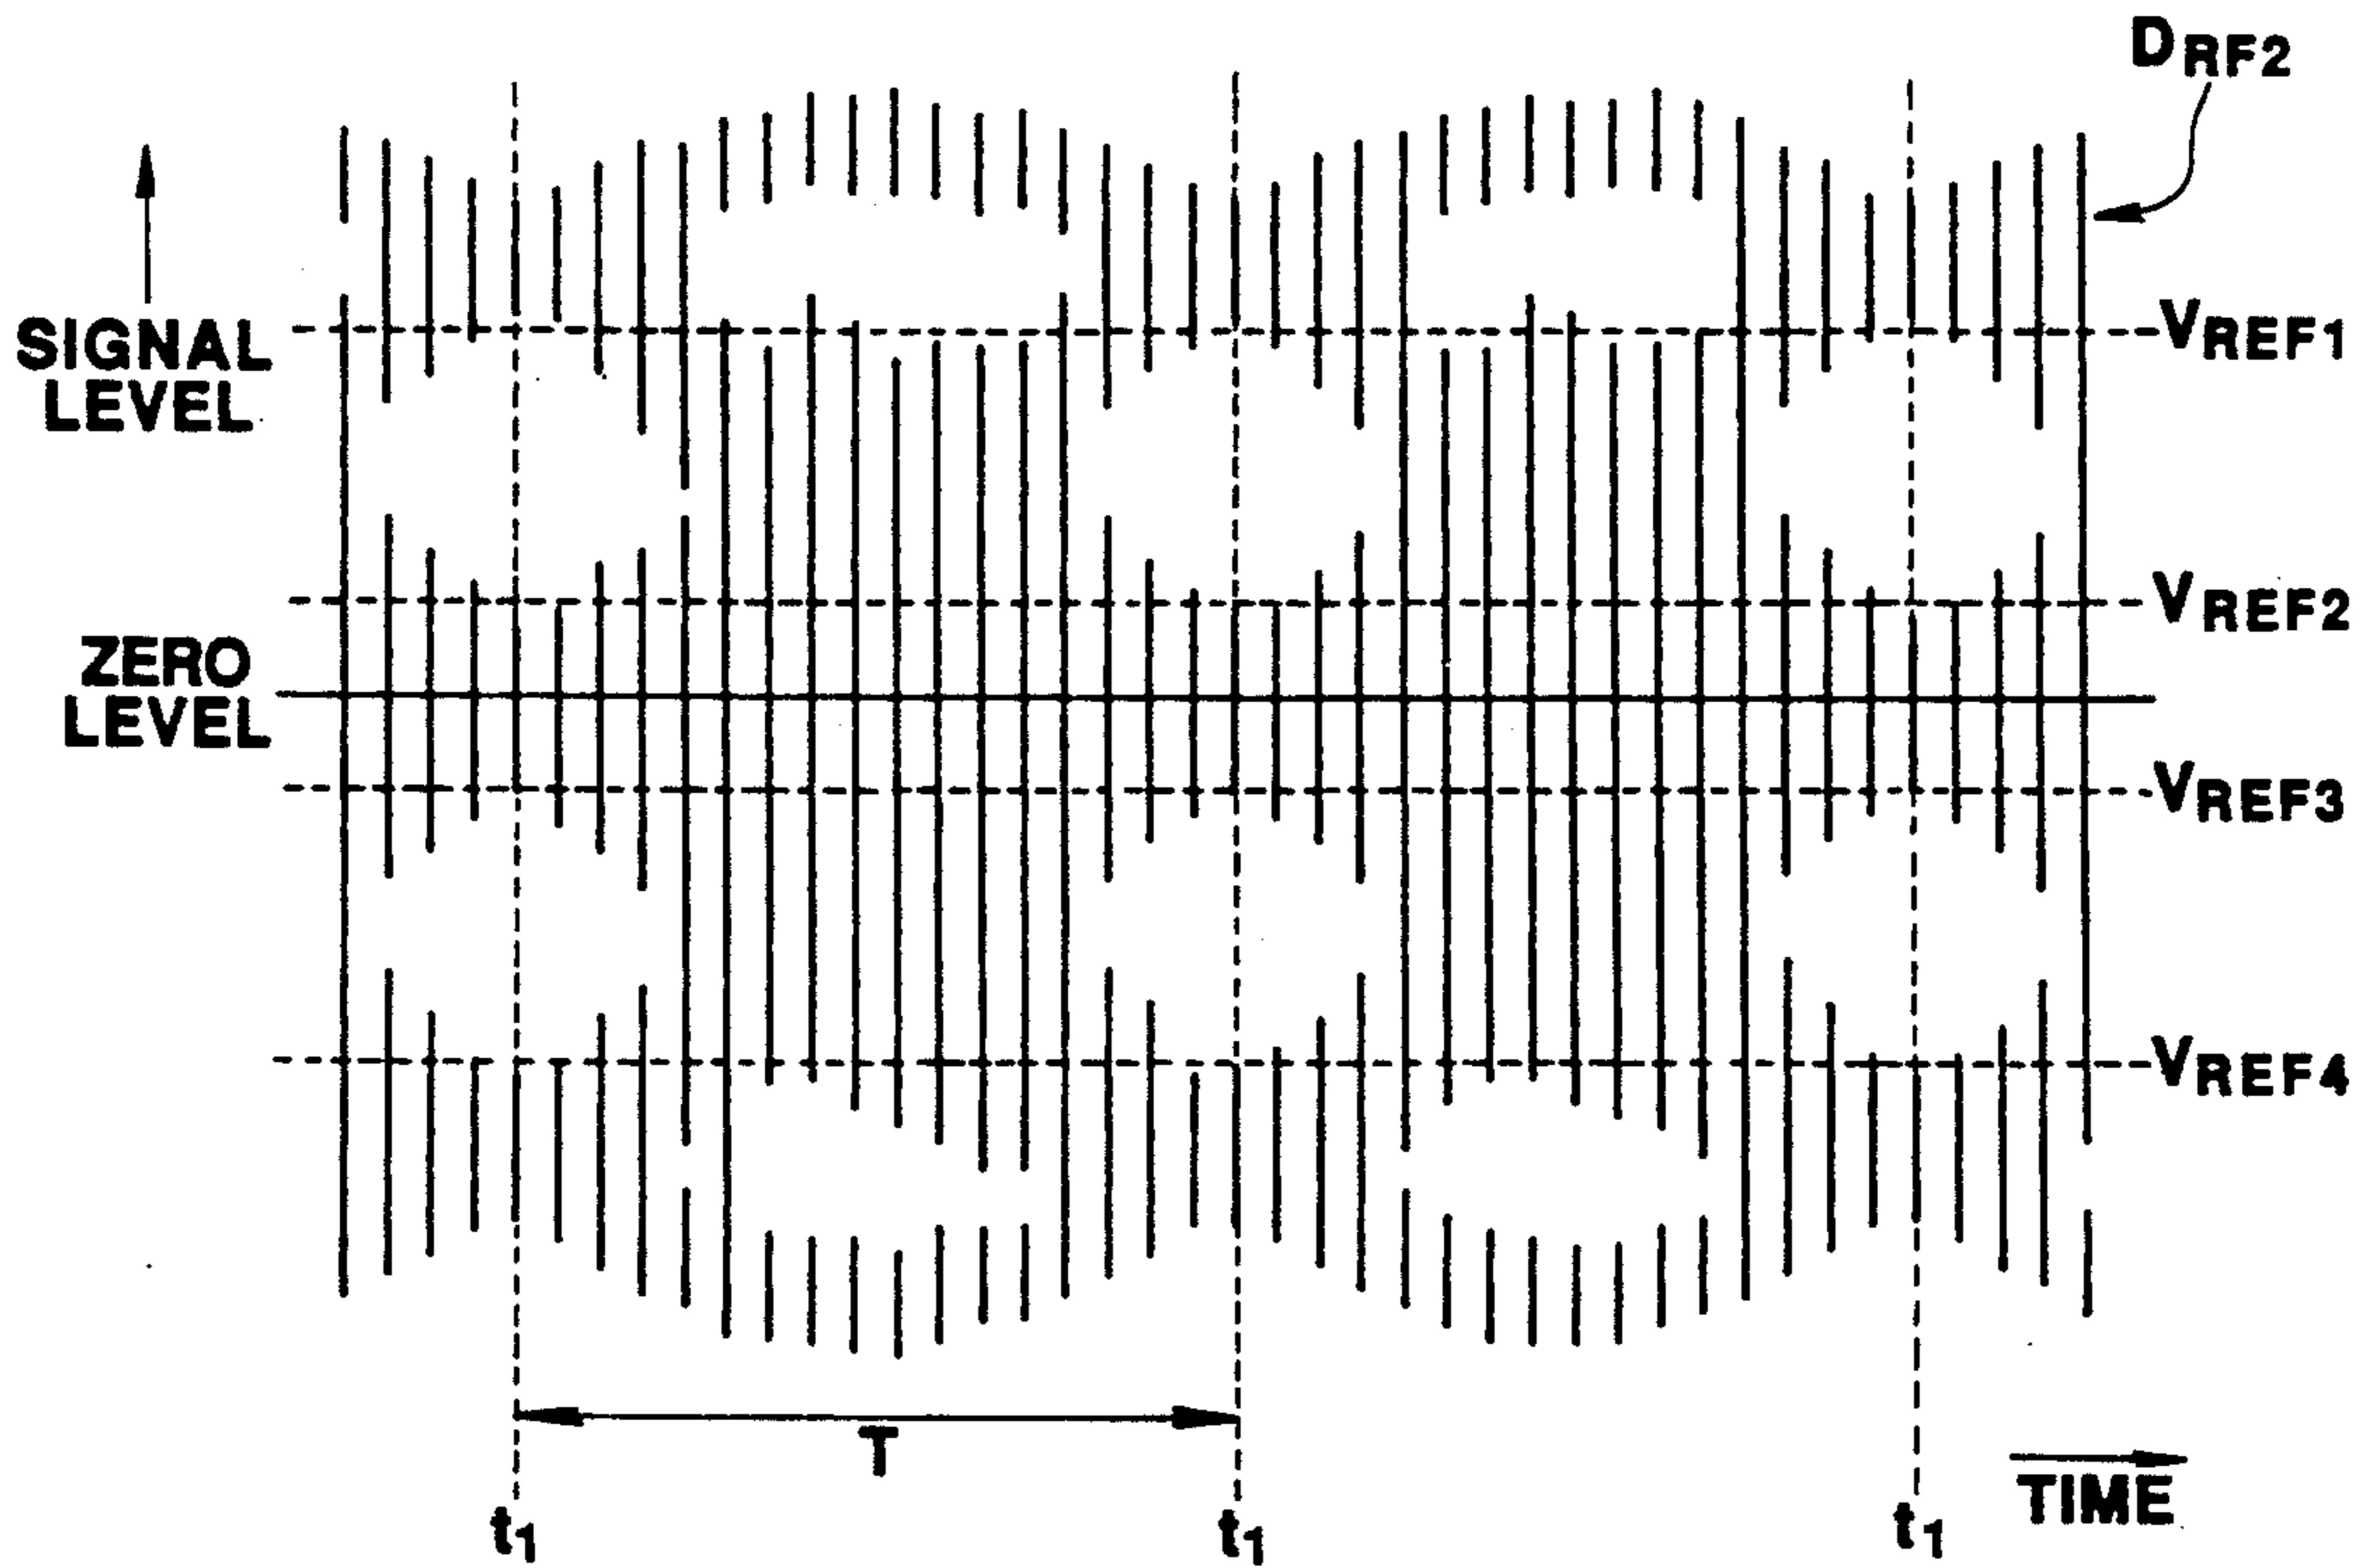 DRF2
SIGNAL
LEVEL
VREF1
VREF2
ZERO
LEVEL
VREF3
VREF4
T
TIME
t1
t1
t1